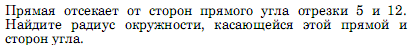 Прямая отсекает от сторон прямого угла отрезки 5 и 12.
Найдите радиус окружности, касающейся этой прямой и
сторон угла.